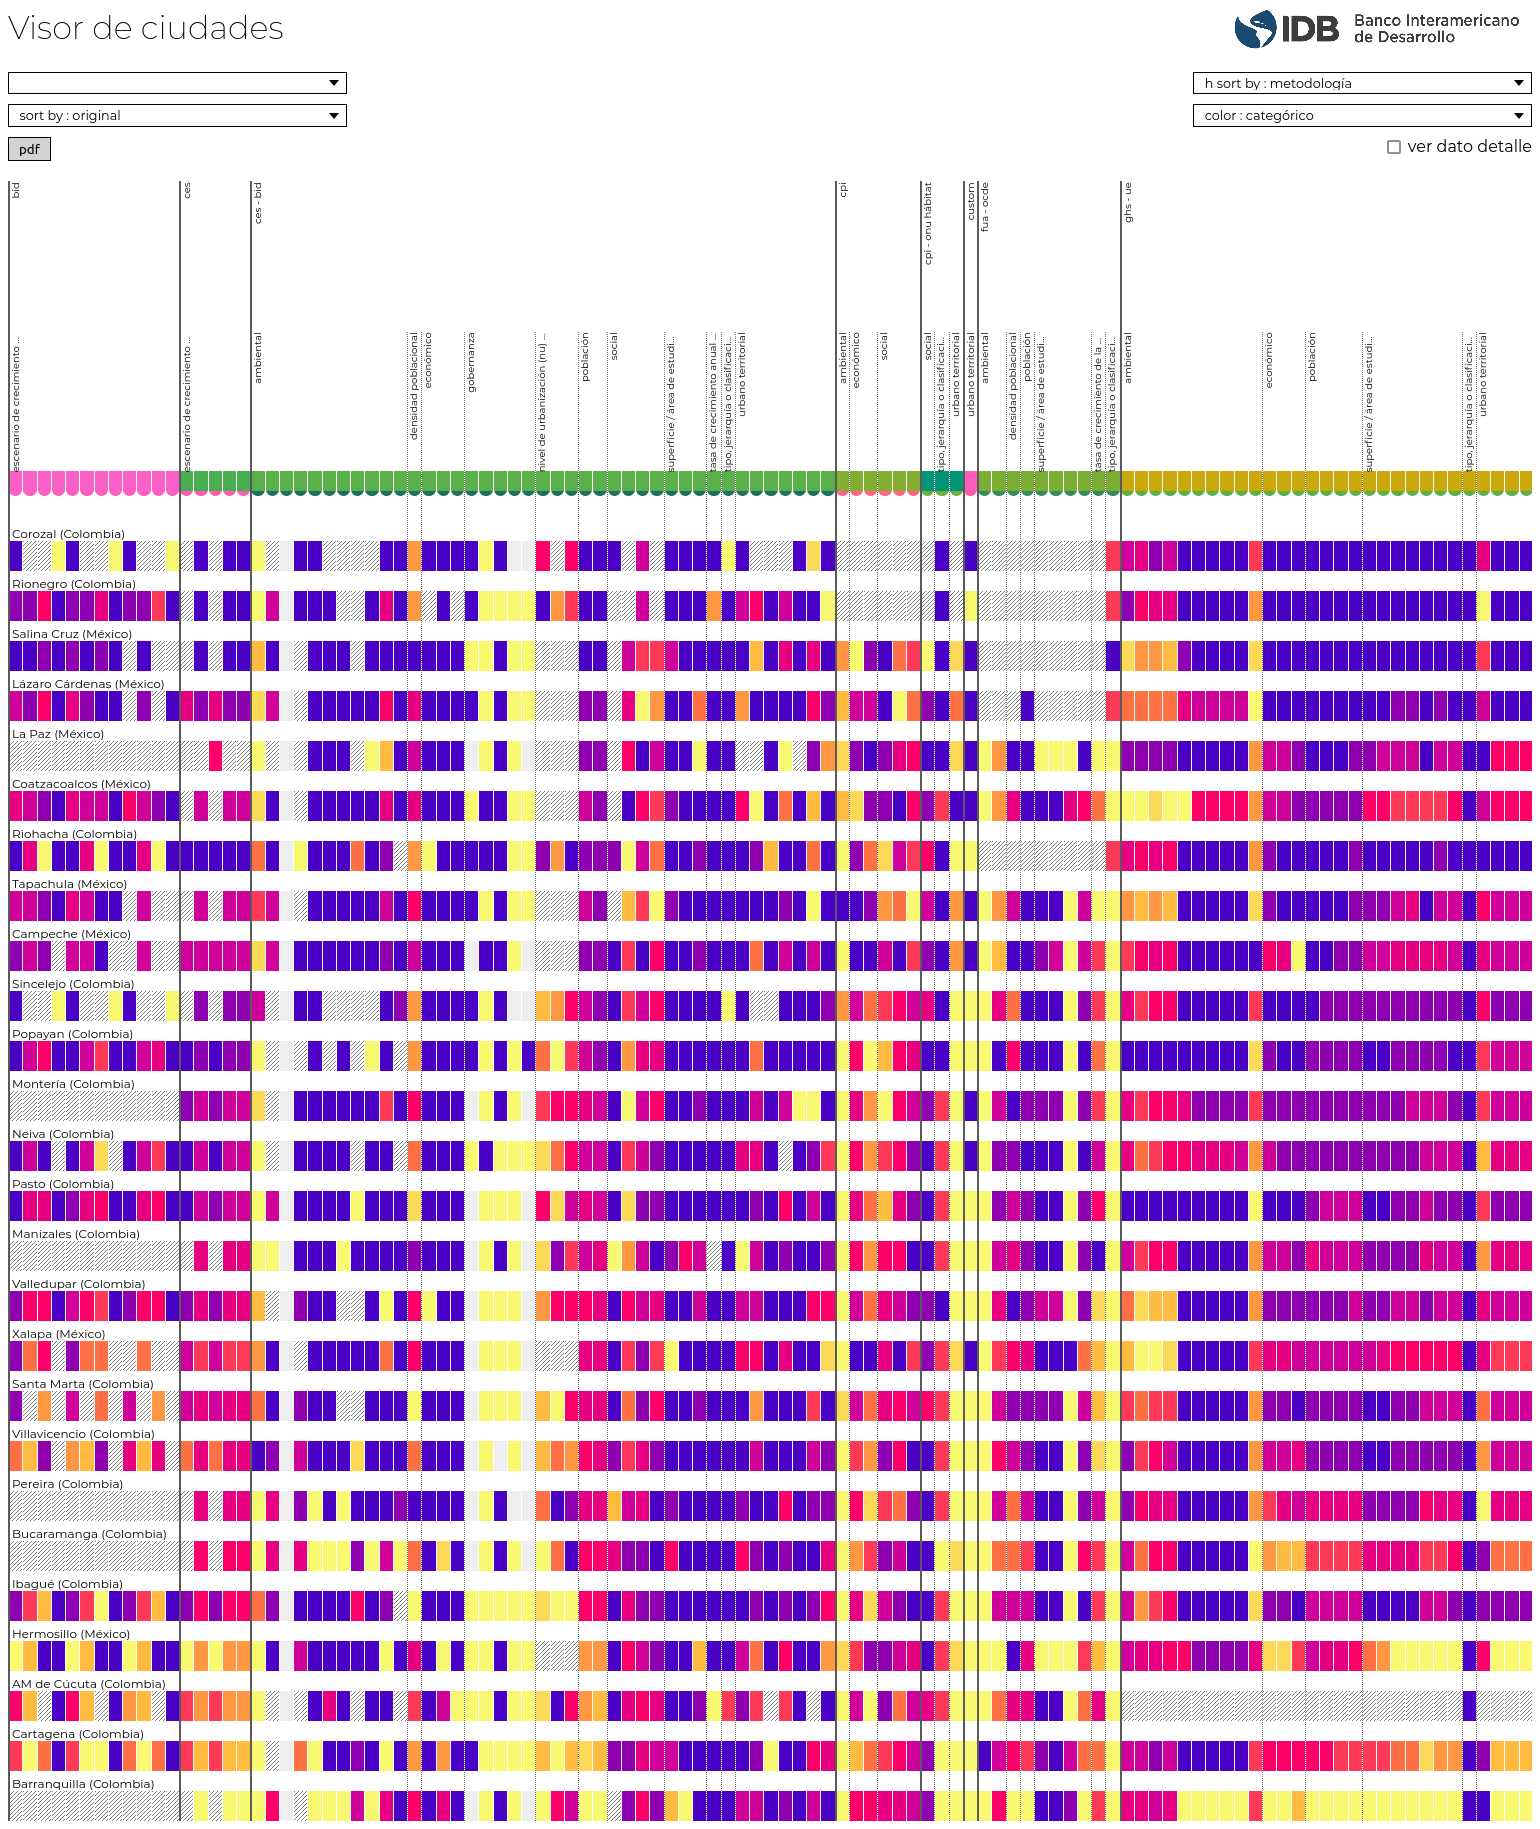 Visor de ciudades
IDB
Banco Interamericano
de Desarrollo
h sort by : metodología
sort by : original
color : categórico
pdf
ver dato detalle
bid
ces
ces - bid
cpi
cpi - onu hábitat
custom
fua - ocde
ghs - ue
escenario de crecimiento ...
escenario de crecimiento ...
ambiental
densidad poblacional
económico
gobernanza
nivel de urbanización (nu) ...
población
social
superficie / área de estudi...
tasa de crecimiento anual ...
tipo, jerarquía o clasificaci...
urbano territorial
ambiental
económico
social
social
tipo, jerarquía o clasificaci...
urbano territorial
urbano territorial
ambiental
densidad poblacional
población
superficie / área de estudi...
tasa de crecimiento de la ...
tipo, jerarquía o clasificaci...
ambiental
económico
población
superficie / área de estudi...
tipo, jerarquía o clasificaci...
urbano territorial
Corozal (Colombia)
Rionegro (Colombia)
Salina Cruz (México)
Lázaro Cárdenas (México)
La Paz (México)
Coatzacoalcos (México)
Riohacha (Colombia)
Tapachula (México)
Campeche (México)
Sincelejo (Colombia)
Popayan (Colombia)
Montería (Colombia)
Neiva (Colombia)
Pasto (Colombia)
Manizales (Colombia)
Valledupar (Colombia)
Xalapa (México)
Santa Marta (Colombia)
Villavicencio (Colombia)
Pereira (Colombia)
Bucaramanga (Colombia)
Ibagué (Colombia)
Hermosillo (México)
AM de Cúcuta (Colombia)
Cartagena (Colombia)
Barranquilla (Colombia)